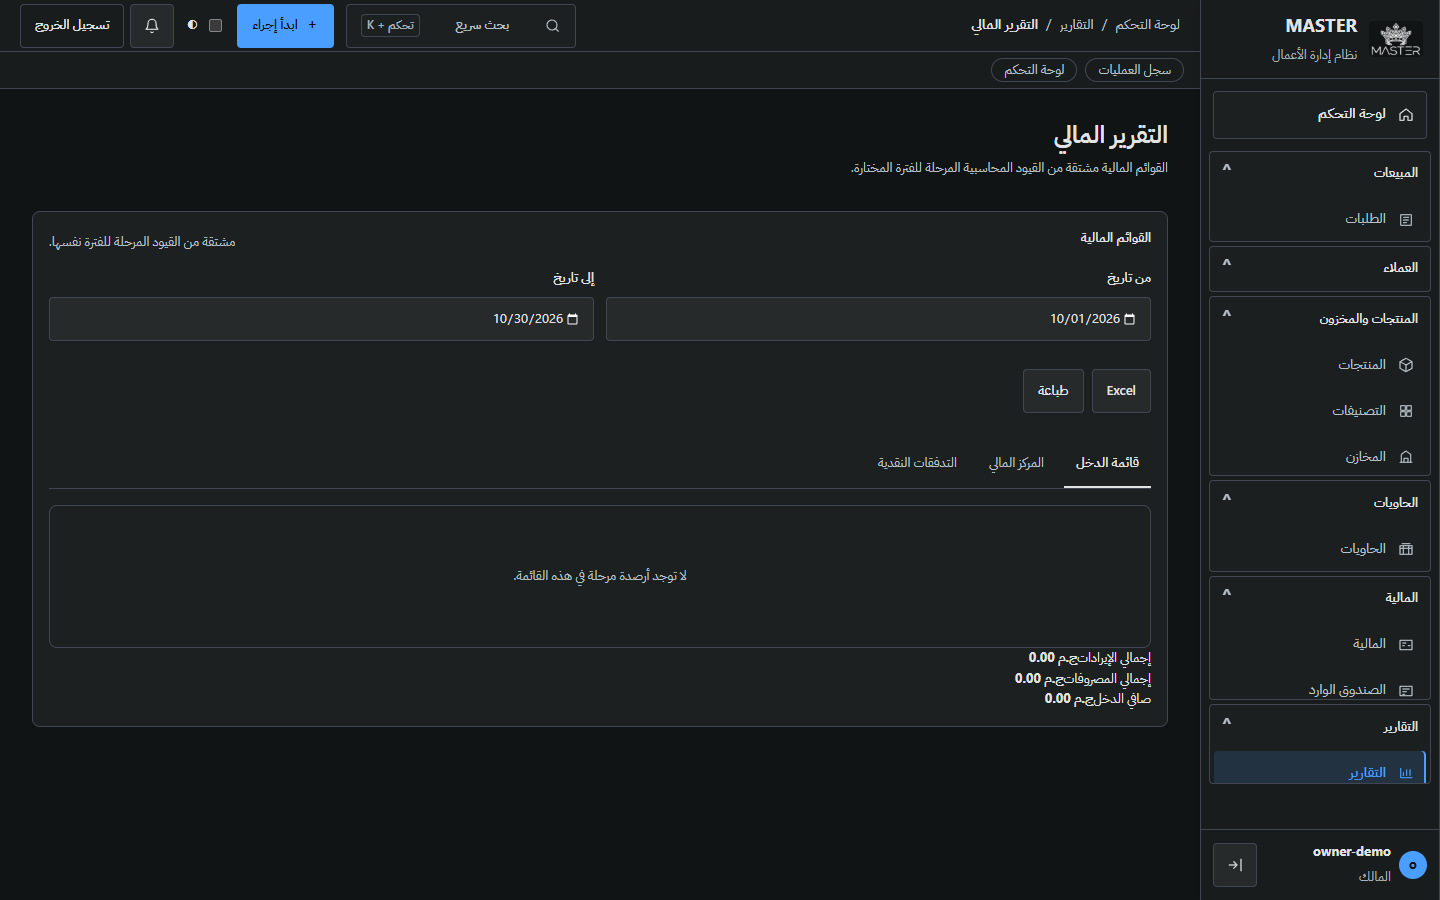 MASTER
نظام إدارة الأعمال
MASTER
لوحة التحكم
المبيعات
الطلبات
العملاء
المنتجات والمخزون
المنتجات
التصنيفات
المخازن
الحاويات
الحاويات
المالية
المالية
الصندوق الوارد
التقارير
التقارير
owner-demo
المالك
o
لوحة التحكم / التقارير / التقرير المالي
بحث سريع
تحكم + K
+ ابدأ إجراء
تسجيل الخروج
سجل العمليات
لوحة التحكم
التقرير المالي
القوائم المالية مشتقة من القيود المحاسبية المرحلة للفترة المختارة.
القوائم المالية
مشتقة من القيود المرحلة للفترة نفسها.
من تاريخ
إلى تاريخ
10/01/2026
10/30/2026
Excel
طباعة
قائمة الدخل
المركز المالي
التدفقات النقدية
لا توجد أرصدة مرحلة في هذه القائمة.
إجمالي الإيراداتج.م 0.00
إجمالي المصروفاتج.م 0.00
صافي الدخلج.م 0.00